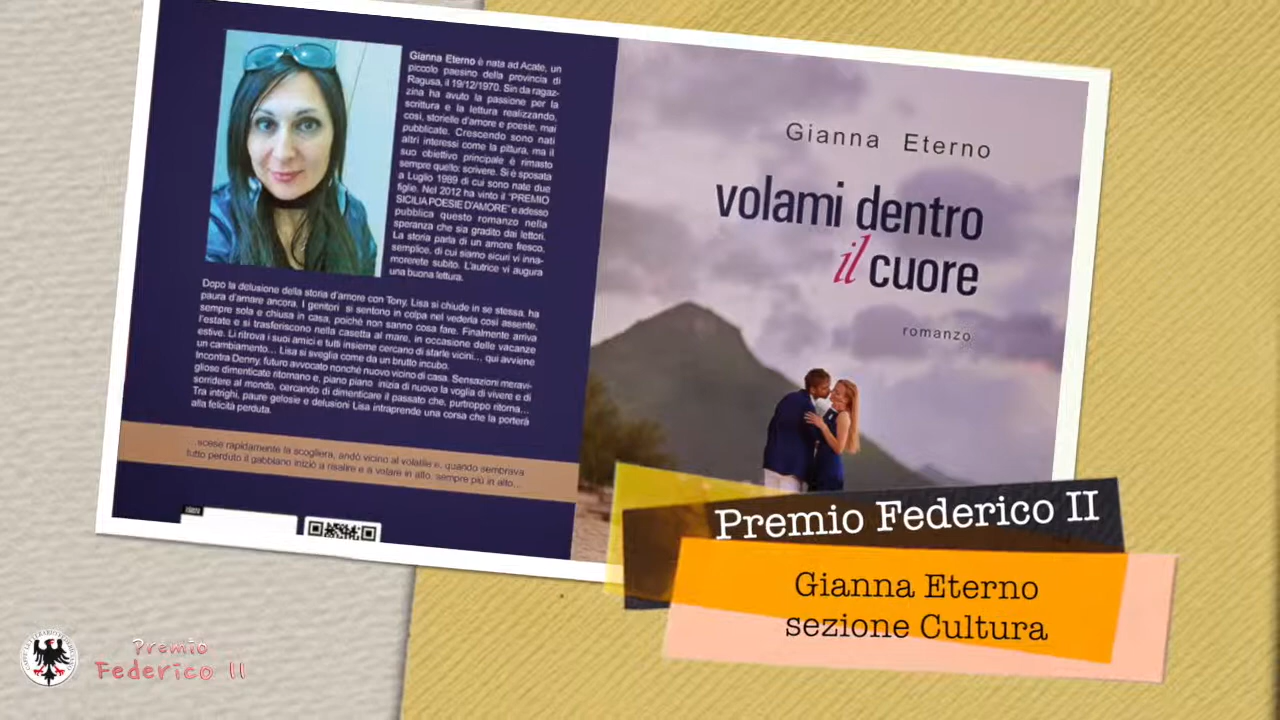 Gianna Eterno è nata ad Acate, un
piccolo paesino della provincia di
Ragusa, il 19/12/1970. Sin da ragaz-
zina ha avuto la passione per la
scrittura e la lettura realizzando,
così, storielle d'amore e poesie, mai
pubblicate. Crescendo sono nati
altri interessi come la pittura, ma il
suo obiettivo principale è rimasto
sempre quello: scrivere. Si è sposata
a Luglio 1989 di cui sono nate due
figlie. Nel 2012 ha vinto il "PREMIO
SICILIA POESIE D'AMORE" e adesso
pubblica questo romanzo nella
speranza che sia gradito dai lettori.
La storia parla di un amore fresco,
semplice, di cui siamo sicuri vi inna-
morerete subito. L'autrice vi augura
una buona lettura.
Dopo la delusione della storia d'amore con Tony, Lisa si chiude in se stessa, ha
paura d'amare ancora. I genitori si sentono in colpa nel vederla così assente,
sempre sola e chiusa in casa, poiché non sanno cosa fare. Finalmente arriva
l'estate e si trasferiscono nella casetta al mare, in occasione delle vacanze
estive. Lì ritrova i suoi amici e tutti insieme cercano di starle vicini... qui avviene
un cambiamento... Lisa si sveglia come da un brutto incubo.
Incontra Denny, futuro avvocato nonché nuovo vicino di casa. Sensazioni meravi-
gliose dimenticate ritornano e, piano piano inizia di nuovo la voglia di vivere e di
sorridere al mondo, cercando di dimenticare il passato che, purtroppo ritorna...
Tra intrighi, paure gelosie e delusioni Lisa intraprende una corsa che la porterà
alla felicità perduta.
...scese rapidamente la scogliera, andò vicino al volatile e, quando sembrava
tutto perduto il gabbiano iniziò a risalire e a volare in alto, sempre più in alto...
Gianna Eterno
volami dentro
il cuore
romanzo
Premio Federico II
Gianna Eterno
sezione Cultura
Premio
Federico II